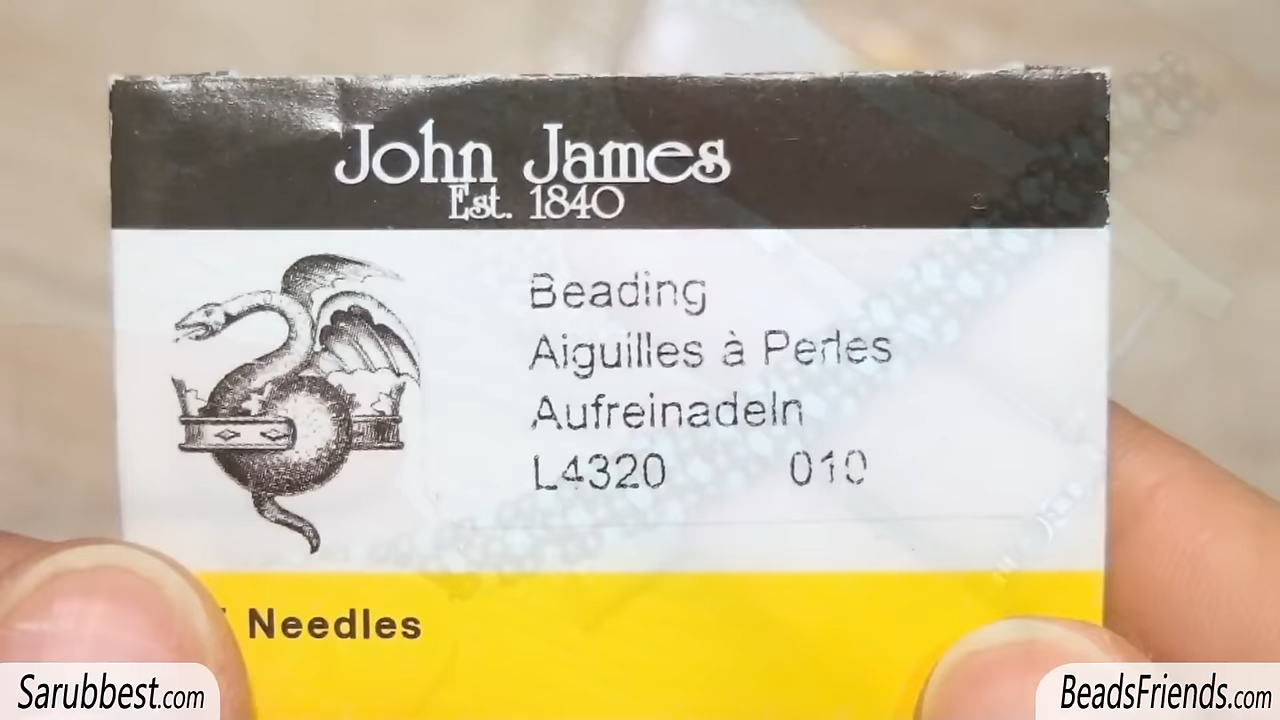 John James
Est. 1840
Beading
Aiguilles à Perles
Aufreinadeln
L4320 010
Needles
Sarubbest.com
BeadsFriends.com